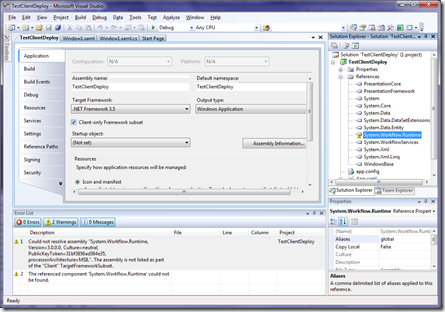 TestClientDeploy - Microsoft Visual Studio
File Edit View Project Build Debug Data Tools Test Analyze Window Help
Debug Any CPU
Toolbox
TestClientDeploy Window1.xaml Window1.xaml.cs Start Page
Application
Build
Build Events
Debug
Resources
Services
Settings
Reference Paths
Signing
Security
Configuration: N/A Platform: N/A
Assembly name: Default namespace:
TestClientDeploy TestClientDeploy
Target Framework: Output type:
.NET Framework 3.5 Windows Application
Client-only Framework subset
Startup object:
(Not set) Assembly Information...
Resources
Specify how application resources will be managed:
Icon and manifest
Error List
0 Errors 2 Warnings 0 Messages
Description File Line Column Project
1 Could not resolve assembly "System.Workflow.Runtime, TestClientDeploy
Version=3.0.0.0, Culture=neutral,
PublicKeyToken=31bf3856ad364e35,
processorArchitecture=MSIL". The assembly is not listed as
part of the "Client" TargetFrameworkSubset.
2 The referenced component 'System.Workflow.Runtime' could not
be found.
Ready
Solution Explorer - Solution 'TestClientDeploy'
Solution 'TestClientDeploy' (1 project)
TestClientDeploy
Properties
References
PresentationCore
PresentationFramework
System
System.Core
System.Data
System.Data.DataSetExtensions
System.Data.Entity
System.Workflow.Runtime
System.WorkflowServices
System.Xml
System.Xml.Linq
WindowsBase
app.config
Solution Explorer Team Explorer
Properties
System.Workflow.Runtime Reference Properties
(Name) System.Workflow.R
Aliases global
Copy Local False
Aliases
A comma delimited list of aliases applied to this reference.